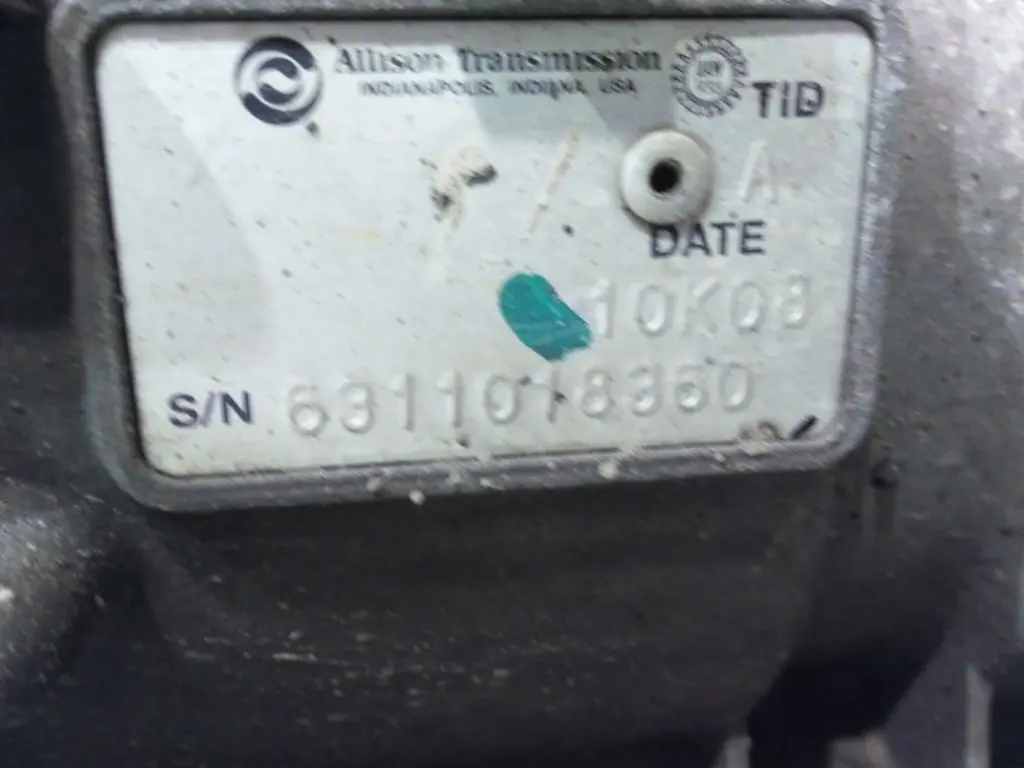 Allison Transmission
INDIANAPOLIS, INDIANA, USA
TID
A
DATE
10K08
S/N 6311018360